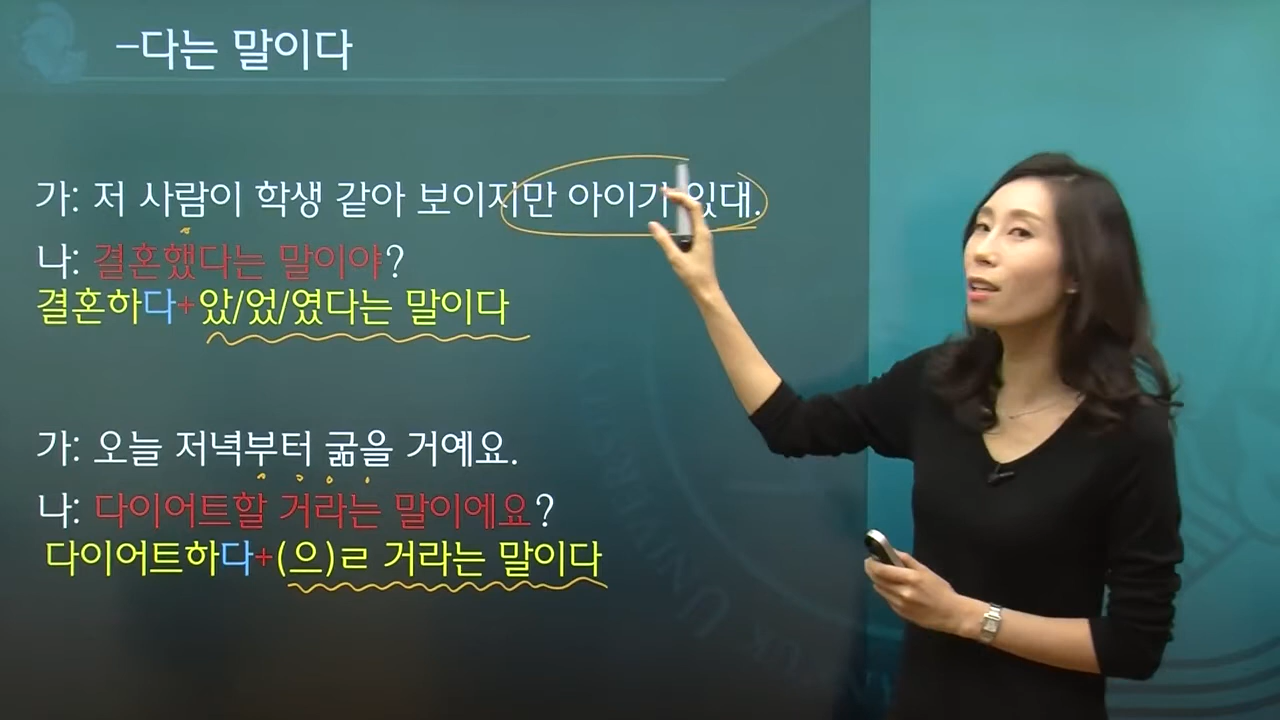 -다는 말이다
가: 저 사람이 학생 같아 보이지만 아이가 있대.
나: 결혼했다는 말이야?
결혼하다+았/었/였다는 말이다
가: 오늘 저녁부터 굶을 거예요.
나: 다이어트할 거라는 말이에요?
다이어트하다+(으)ㄹ 거라는 말이다